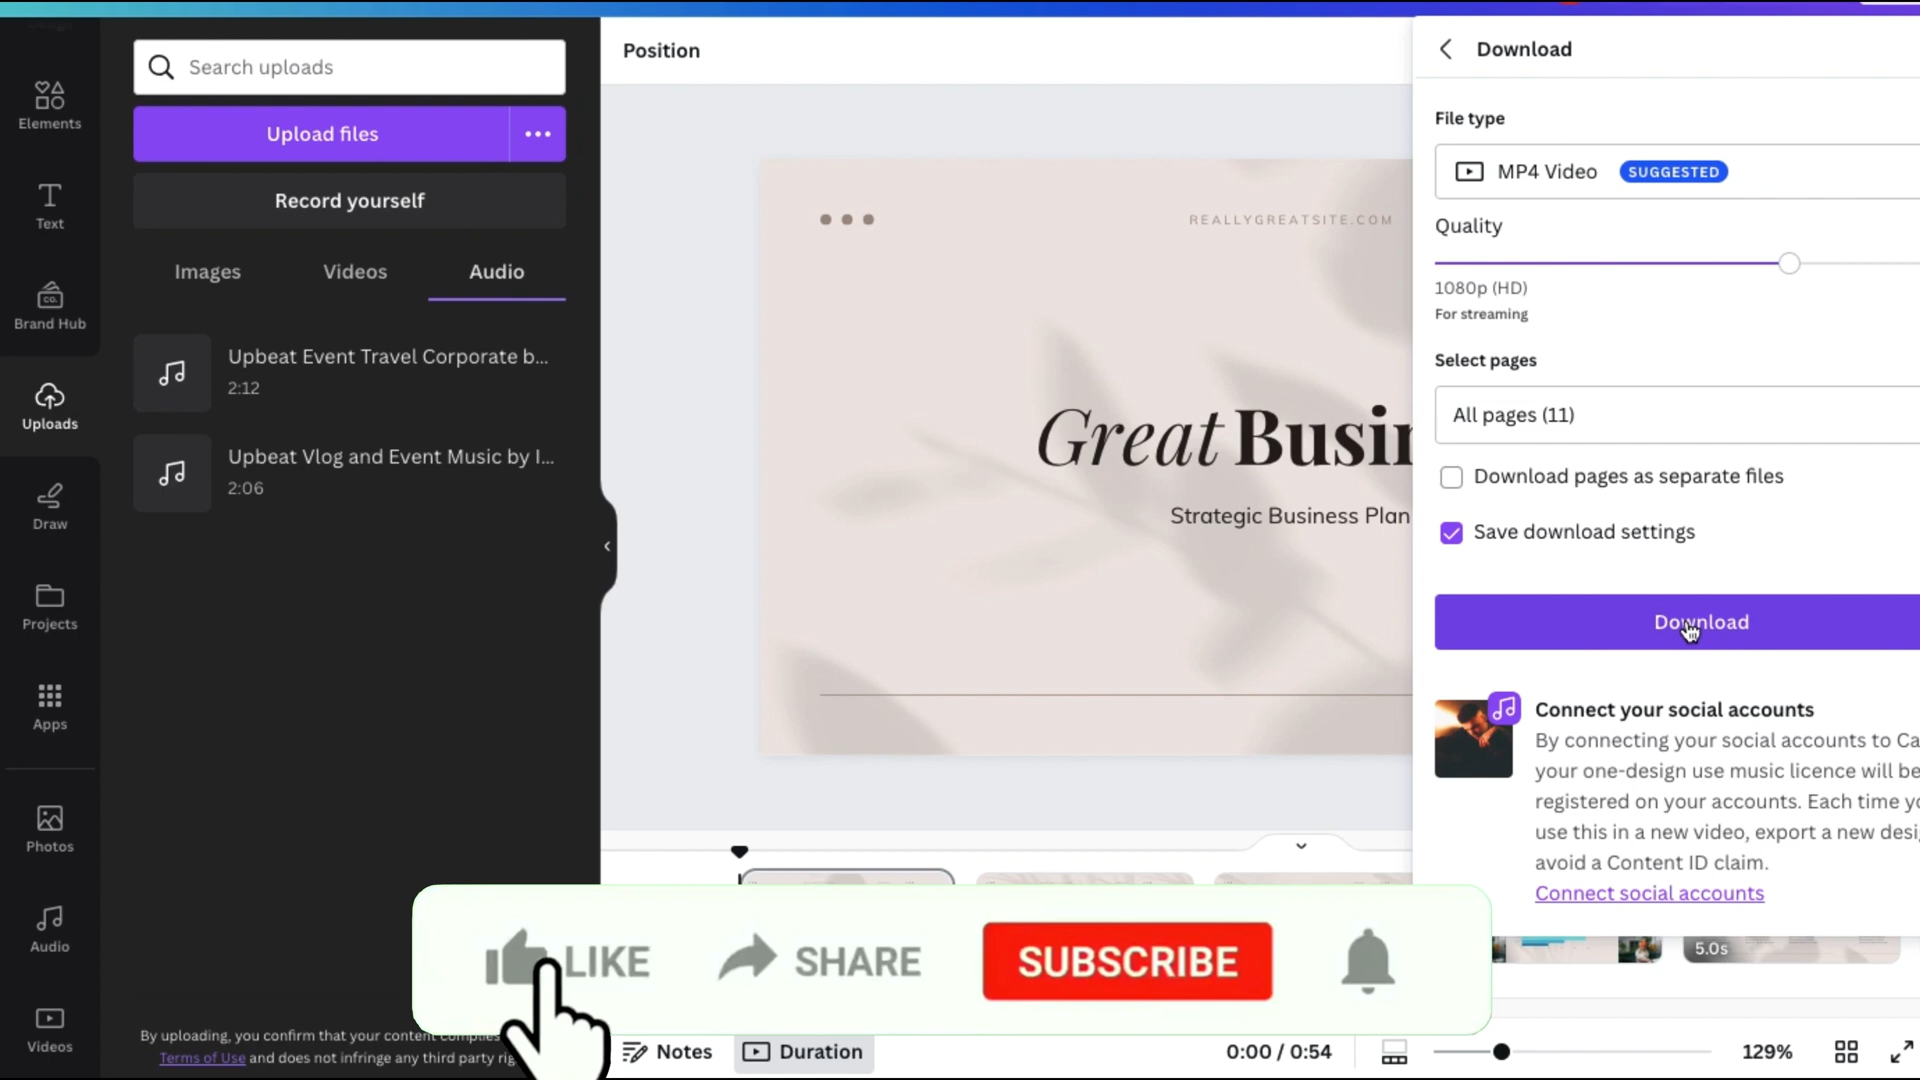 Elements
Text
Brand Hub
CO.
Uploads
Draw
Projects
Apps
Photos
Audio
Videos
Search uploads
Upload files
Record yourself
Images
Videos
Audio
Upbeat Event Travel Corporate b...
2:12
Upbeat Vlog and Event Music by I...
2:06
By uploading, you confirm that your content complies
Terms of Use and does not infringe any third party
Position
REALLYGREATSITE.COM
Great Busin
Strategic Business Plan
Download
File type
MP4 Video SUGGESTED
Quality
1080p (HD)
For streaming
Select pages
All pages (11)
Download pages as separate files
Save download settings
Download
Connect your social accounts
By connecting your social accounts to Ca
your one-design use music licence will be
registered on your accounts. Each time yo
use this in a new video, export a new desi
avoid a Content ID claim.
Connect social accounts
5.0s
LIKE
SHARE
SUBSCRIBE
Notes
Duration
0:00 / 0:54
129%